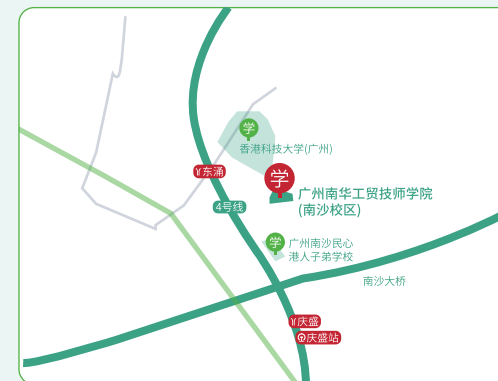 学
香港科技大学(广州)
东涌
学
广州南华工贸技师学院
(南沙校区)
4号线
学
广州南沙民心
港人子弟学校
南沙大桥
庆盛
庆盛站